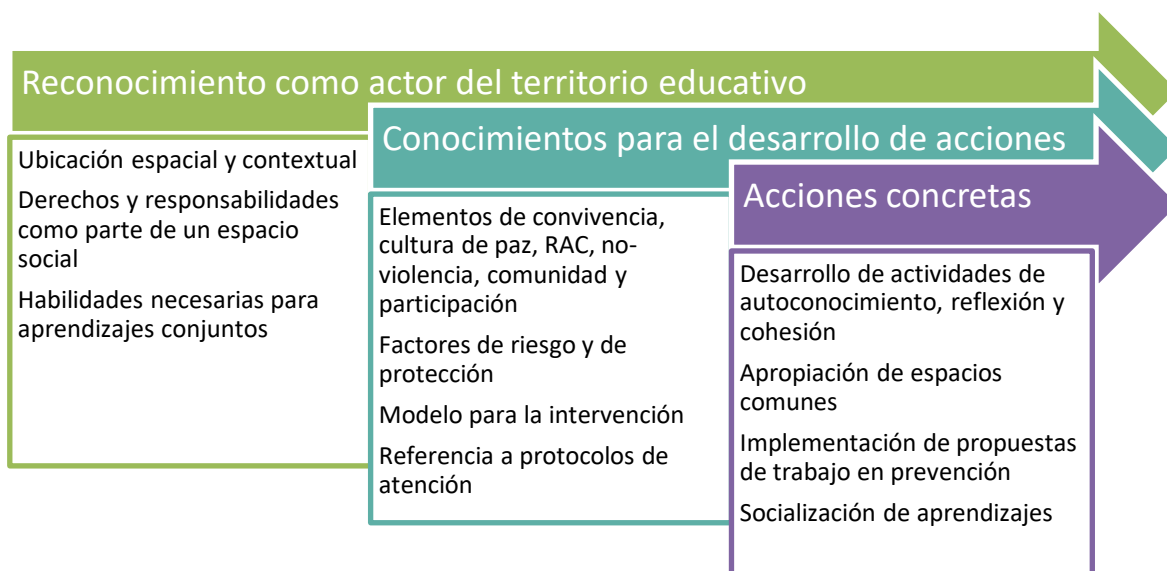 Reconocimiento como actor del territorio educativo
Ubicación espacial y contextual
Derechos y responsabilidades
como parte de un espacio
social
Habilidades necesarias para
aprendizajes conjuntos
Conocimientos para el desarrollo de acciones
Elementos de convivencia,
cultura de paz, RAC, no-
violencia, comunidad y
participación
Factores de riesgo y de
protección
Modelo para la intervención
Referencia a protocolos de
atención
Acciones concretas
Desarrollo de actividades de
autoconocimiento, reflexión y
cohesión
Apropiación de espacios
comunes
Implementación de propuestas
de trabajo en prevención
Socialización de aprendizajes